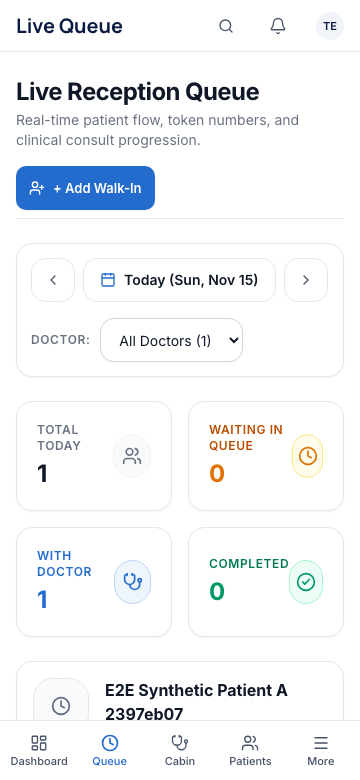 Live Queue
TE
Live Reception Queue
Real-time patient flow, token numbers, and
clinical consult progression.
+ Add Walk-In
Today (Sun, Nov 15)
DOCTOR:
All Doctors (1)
TOTAL
TODAY
1
WAITING IN
QUEUE
0
WITH
DOCTOR
1
COMPLETED
0
E2E Synthetic Patient A
2397eb07
Dashboard
Queue
Cabin
Patients
More